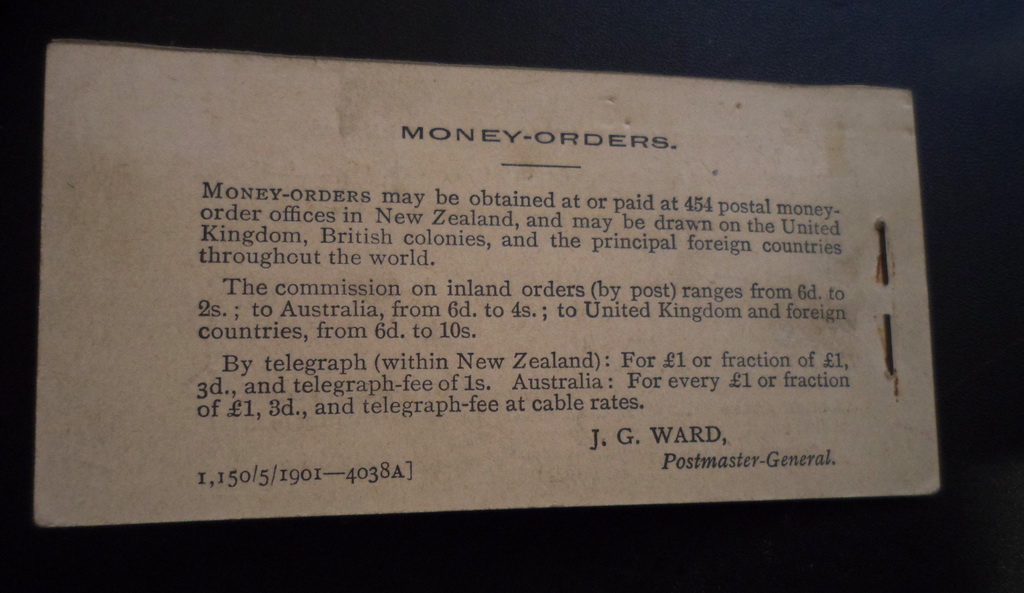 MONEY-ORDERS.
MONEY-ORDERS may be obtained at or paid at 454 postal money-
order offices in New Zealand, and may be drawn on the United
Kingdom, British colonies, and the principal foreign countries
throughout the world.
The commission on inland orders (by post) ranges from 6d. to
2s. ; to Australia, from 6d. to 4s. ; to United Kingdom and foreign
countries, from 6d. to 10s.
By telegraph (within New Zealand): For £1 or fraction of £1,
3d., and telegraph-fee of 1s. Australia: For every £1 or fraction
of £1, 3d., and telegraph-fee at cable rates.
J. G. WARD,
Postmaster-General.
1,150/5/1901—4038A]